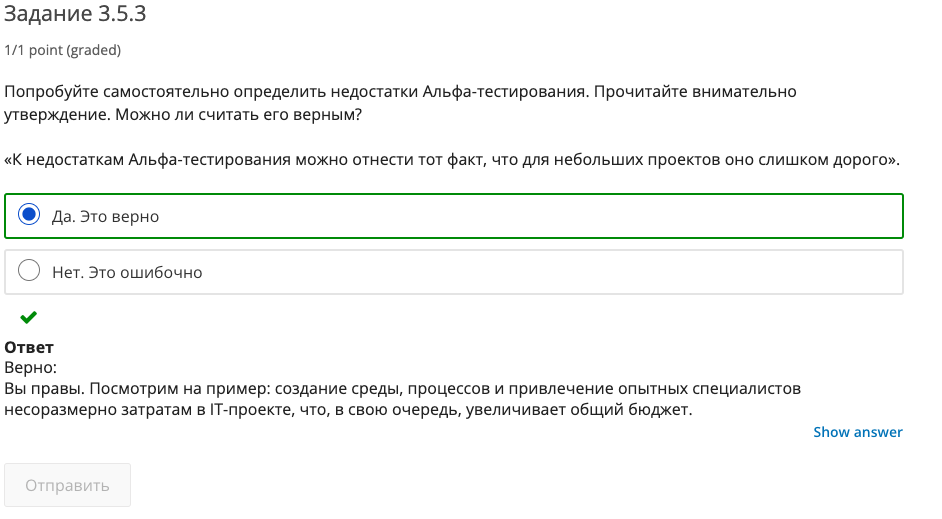 Задание 3.5.3
1/1 point (graded)
Попробуйте самостоятельно определить недостатки Альфа-тестирования. Прочитайте внимательно
утверждение. Можно ли считать его верным?
«К недостаткам Альфа-тестирования можно отнести тот факт, что для небольших проектов оно слишком дорого».
Да. Это верно
Нет. Это ошибочно
Ответ
Верно:
Вы правы. Посмотрим на пример: создание среды, процессов и привлечение опытных специалистов
несоразмерно затратам в IT-проекте, что, в свою очередь, увеличивает общий бюджет.
Show answer
Отправить